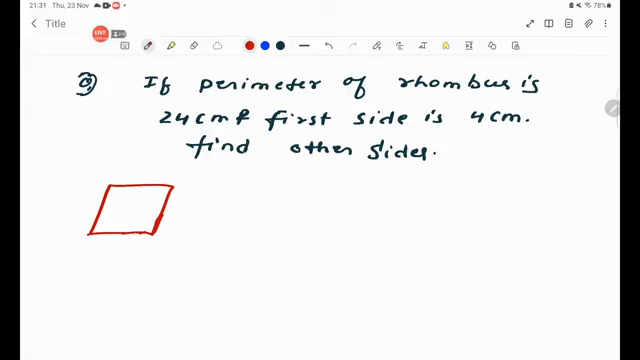 21:31 Thu, 23 Nov
78%
Title
LIVE
Q) If perimeter of rhombus is
24cm & first side is 4cm.
find other sides.